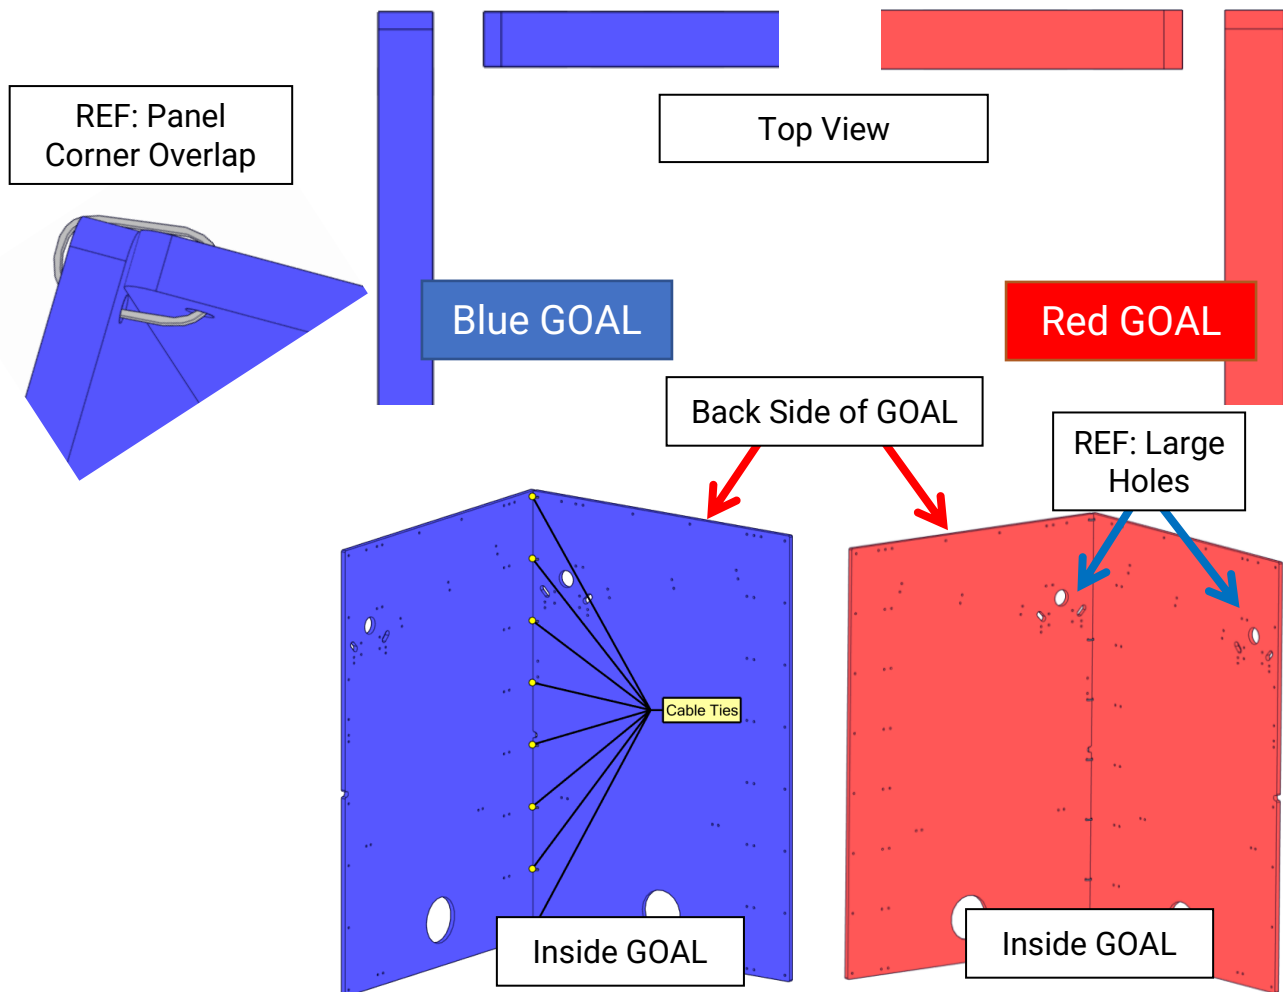 REF: Panel
Corner Overlap
Top View
Blue GOAL
Red GOAL
Back Side of GOAL
REF: Large
Holes
Cable Ties
Inside GOAL
Inside GOAL